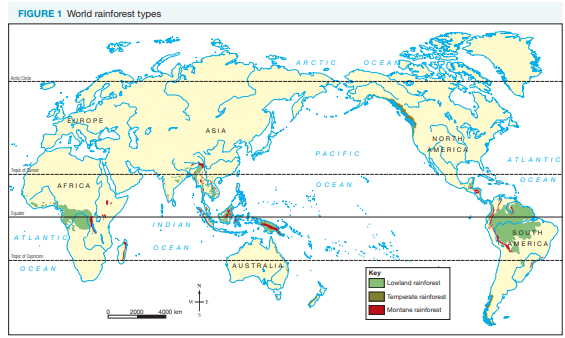 FIGURE 1 World rainforest types
ARCTIC OCEAN
Arctic Circle
EUROPE
ASIA
NORTH
AMERICA
PACIFIC
ATLANTIC
Tropic of Cancer
OCEAN
OCEAN
AFRICA
Equator
INDIAN
SOUTH
AMERICA
ATLANTIC
OCEAN
Tropic of Capricorn
OCEAN
AUSTRALIA
Key
Lowland rainforest
Temperate rainforest
Montane rainforest
N
W E
S
0 2000 4000 km